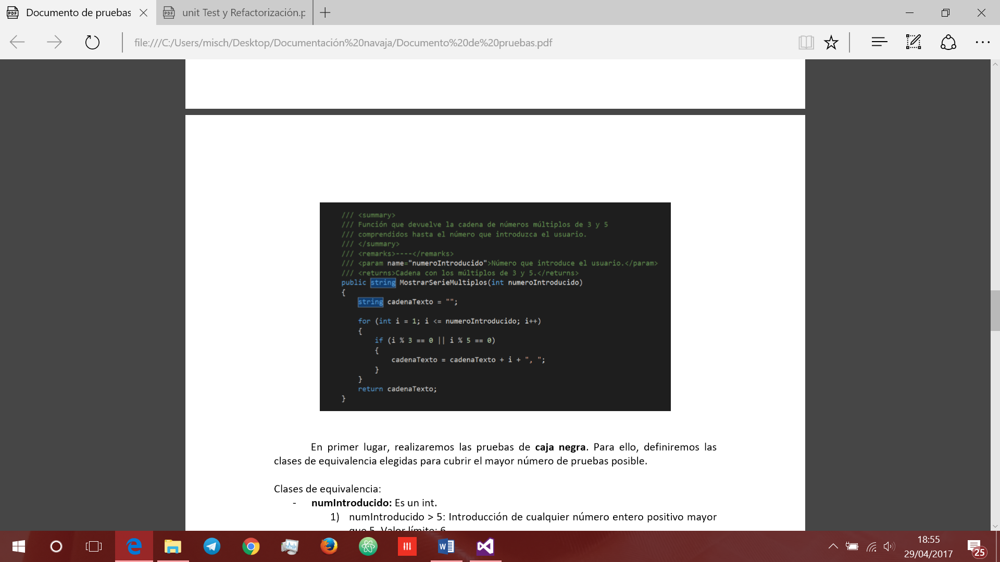 Documento de pruebas
unit Test y Refactorización.p
file:///C:/Users/misch/Desktop/Documentación%20navaja/Documento%20de%20pruebas.pdf
/// <summary>
/// Función que devuelve la cadena de números múltiplos de 3 y 5
/// comprendidos hasta el número que introduzca el usuario.
/// </summary>
/// <remarks>----</remarks>
/// <param name="numeroIntroducido">Número que introduce el usuario.</param>
/// <returns>Cadena con los múltiplos de 3 y 5.</returns>
public string MostrarSerieMultiplos(int numeroIntroducido)
{
string cadenaTexto = "";
for (int i = 1; i <= numeroIntroducido; i++)
{
if (i % 3 == 0 || i % 5 == 0)
{
cadenaTexto = cadenaTexto + i + ", ";
}
}
return cadenaTexto;
}
En primer lugar, realizaremos las pruebas de caja negra. Para ello, definiremos las
clases de equivalencia elegidas para cubrir el mayor número de pruebas posible.
Clases de equivalencia:
- numIntroducido: Es un int.
1) numIntroducido > 5: Introducción de cualquier número entero positivo mayor
que 5. Valor límite: 6
18:55
29/04/2017
25